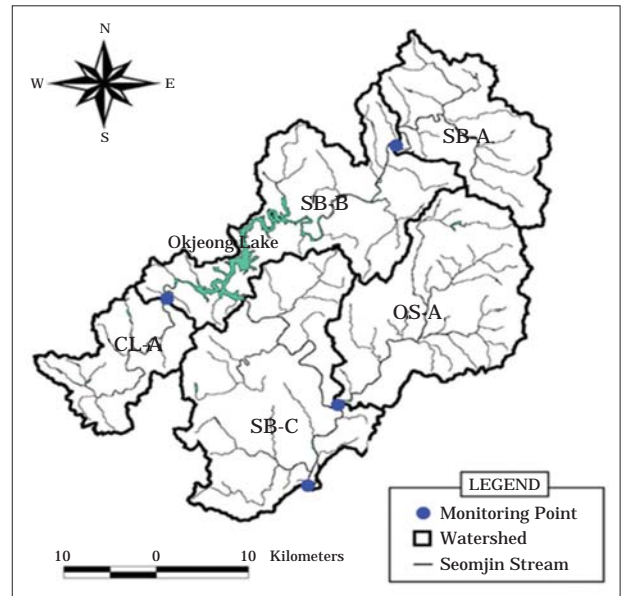 N
W E
S
SB-A
SB-B
Okjeong Lake
OS-A
CL-A
SB-C
LEGEND
Monitoring Point
Watershed
Seomjin Stream
10 0 10 Kilometers